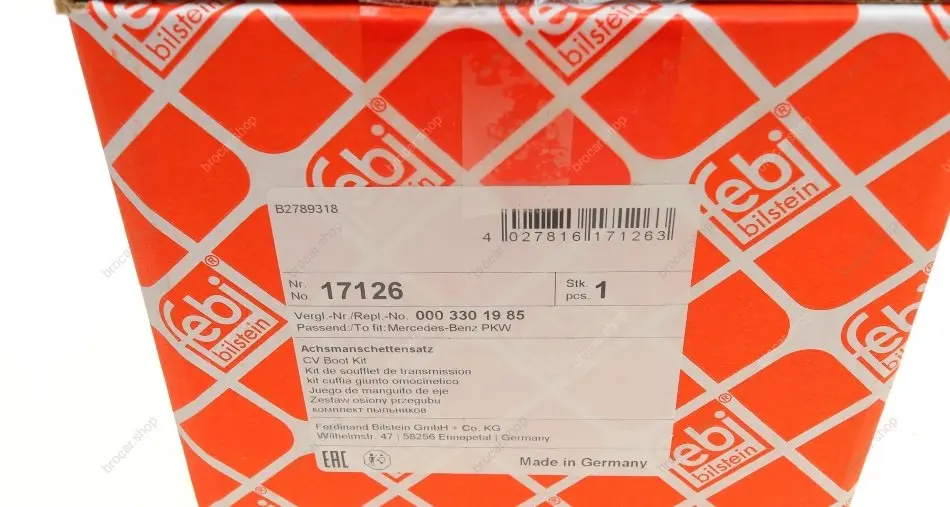 febi
bilstein
febi®
bilstein
febi®
bilstein
febi®
bilstein
febi®
bilstein
B2789318
4 027816 171263
Nr.
No. 17126
Stk.
pcs. 1
Vergl.-Nr./Repl.-No. 000 330 19 85
Passend:/To fit:Mercedes-Benz PKW
Achsmanschettensatz
CV Boot Kit
Kit de soufflet de transmission
kit cuffia giunto omocinetico
Juego de manguito de eje
Zestaw osiony przegubu
комплект пыльников
Ferdinand Bilstein GmbH + Co. KG
Wilhelmstr. 47 | 58256 Ennepetal | Germany
EAC
Made in Germany
brocar.shop